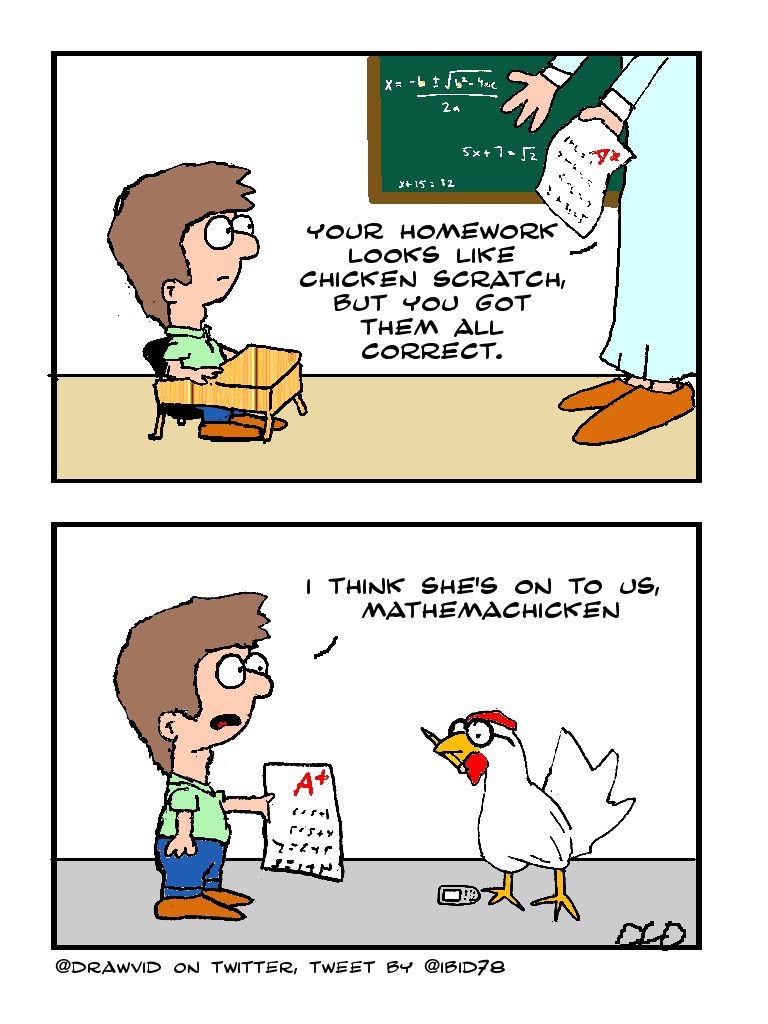 x = -b ± √b²-4ac
2a
5x+7=√2
x+15=32
A+
YOUR HOMEWORK
LOOKS LIKE
CHICKEN SCRATCH,
BUT YOU GOT
THEM ALL
CORRECT.
I THINK SHE'S ON TO US,
MATHEMACHICKEN
A+
DCD
@DRAWVID ON TWITTER, TWEET BY @IBID78